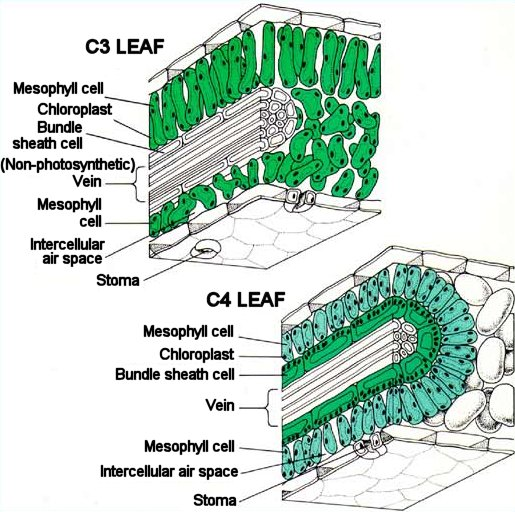 C3 LEAF
Mesophyll cell
Chloroplast
Bundle
sheath cell
(Non-photosynthetic)
Vein
Mesophyll
cell
Intercellular
air space
Stoma
C4 LEAF
Mesophyll cell
Chloroplast
Bundle sheath cell
Vein
Mesophyll cell
Intercellular air space
Stoma